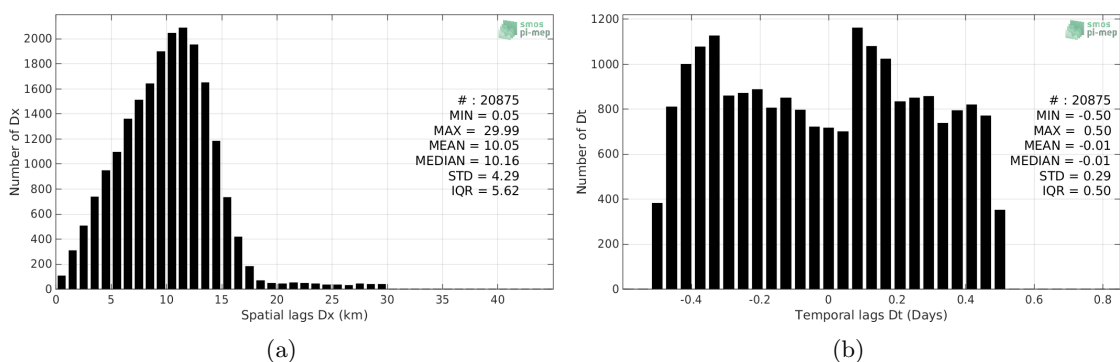 smos
pi-mep
2000
1800
1600
1400
1200
1000
800
600
400
200
0
Number of Dx
# : 20875
MIN = 0.05
MAX = 29.99
MEAN = 10.05
MEDIAN = 10.16
STD = 4.29
IQR = 5.62
0 5 10 15 20 25 30 35 40
Spatial lags Dx (km)
(a)
smos
pi-mep
1200
1000
800
600
400
200
0
Number of Dt
# : 20875
MIN = -0.50
MAX = 0.50
MEAN = -0.01
MEDIAN = -0.01
STD = 0.29
IQR = 0.50
-0.4 -0.2 0 0.2 0.4 0.6 0.8
Temporal lags Dt (Days)
(b)